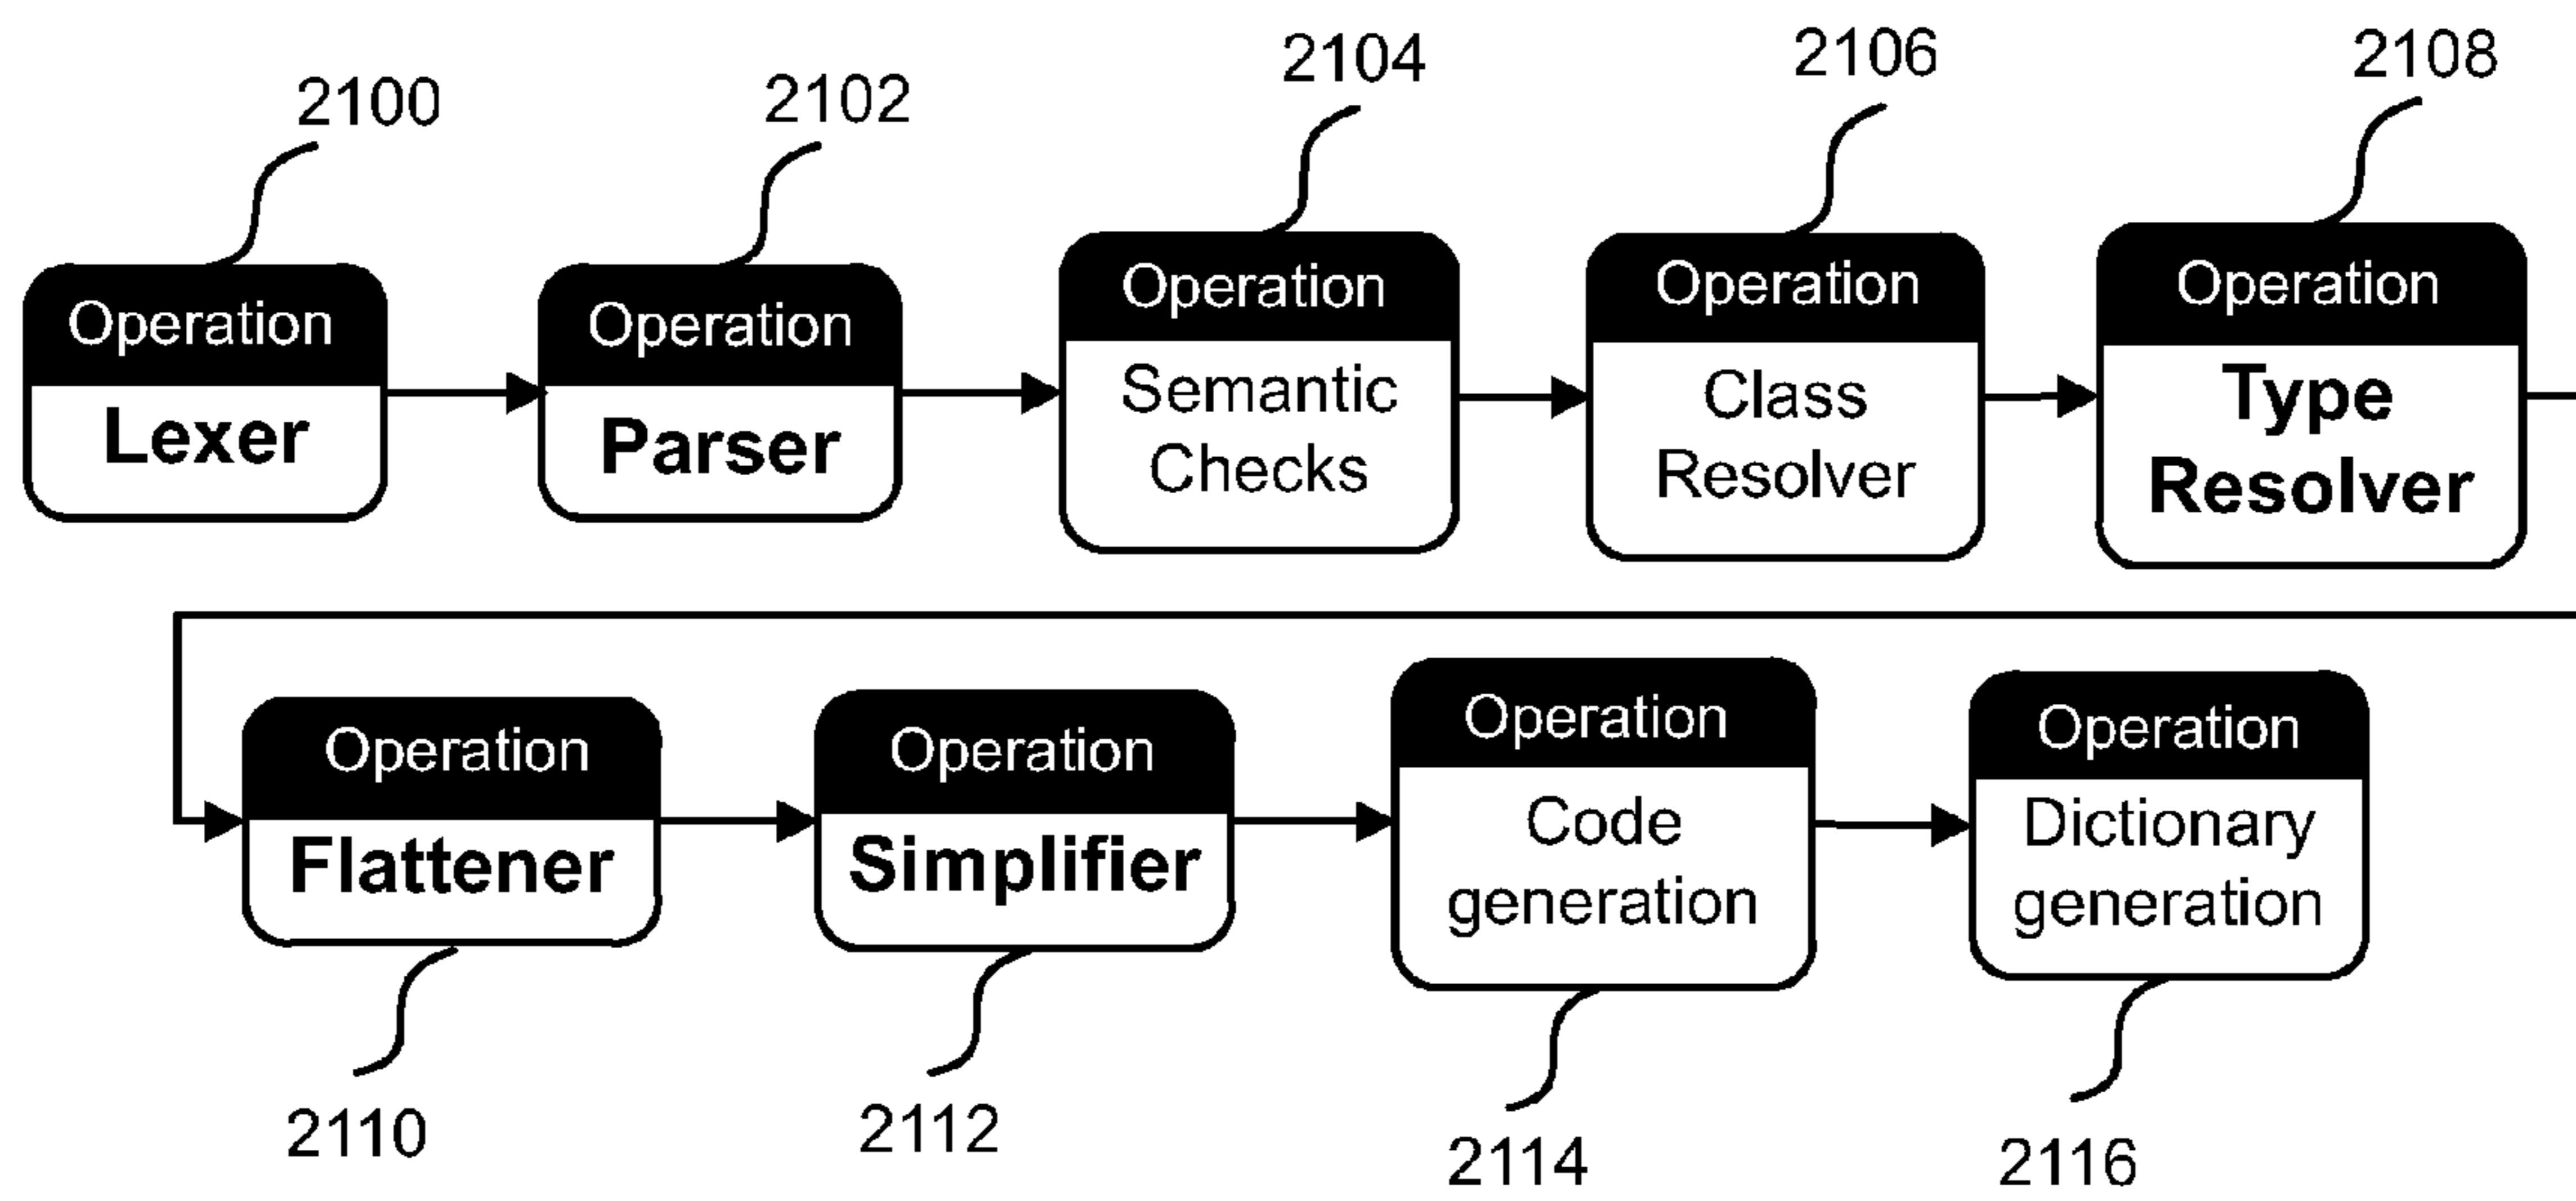 2100
2102
2104
2106
2108
Operation
Lexer
Operation
Parser
Operation
Semantic
Checks
Operation
Class
Resolver
Operation
Type
Resolver
Operation
Flattener
Operation
Simplifier
Operation
Code
generation
Operation
Dictionary
generation
2110
2112
2114
2116